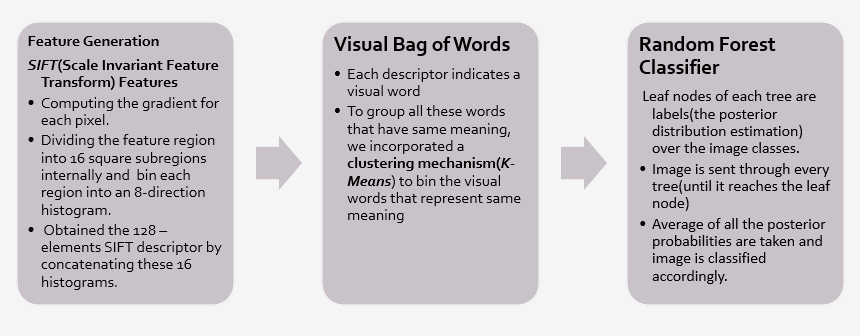 Feature Generation
SIFT(Scale Invariant Feature
Transform) Features
• Computing the gradient for
each pixel.
• Dividing the feature region
into 16 square subregions
internally and bin each
region into an 8-direction
histogram.
• Obtained the 128 –
elements SIFT descriptor by
concatenating these 16
histograms.
Visual Bag of Words
• Each descriptor indicates a
visual word
• To group all these words
that have same meaning,
we incorporated a
clustering mechanism(K-
Means) to bin the visual
words that represent same
meaning
Random Forest
Classifier
Leaf nodes of each tree are
labels(the posterior
distribution estimation)
over the image classes.
• Image is sent through every
tree(until it reaches the leaf
node)
• Average of all the posterior
probabilities are taken and
image is classified
accordingly.